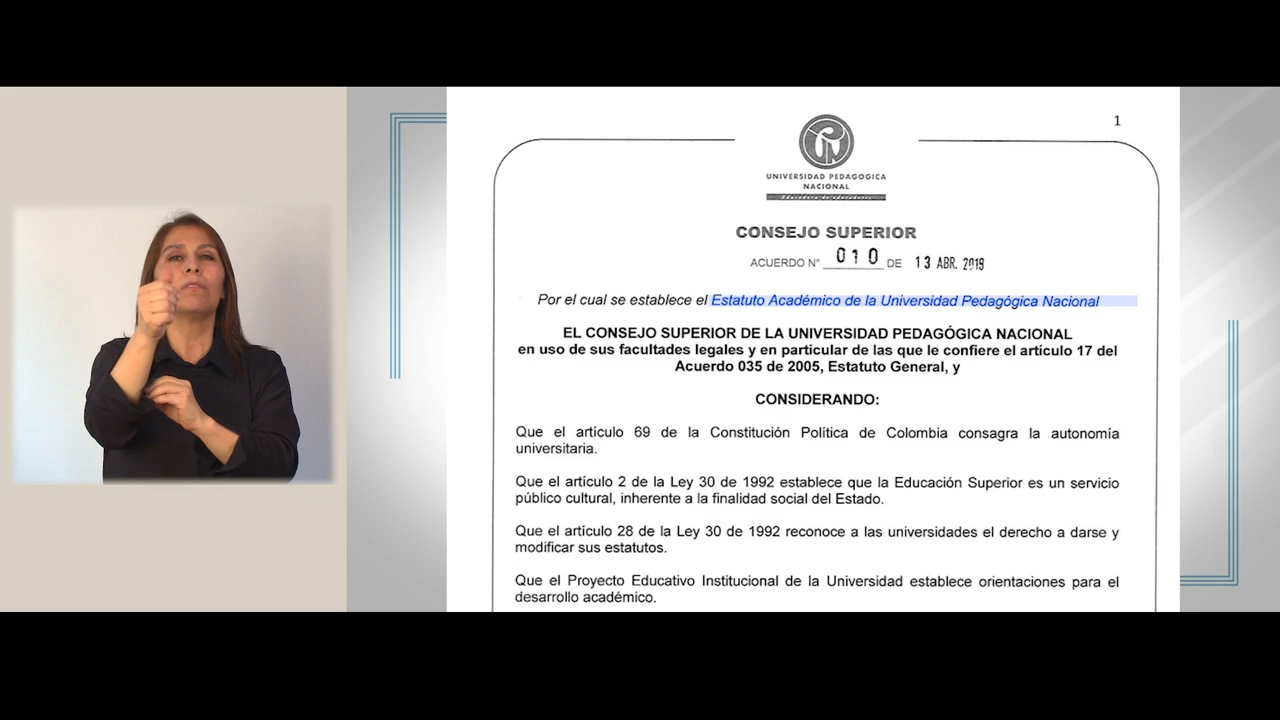 1
UNIVERSIDAD PEDAGOGICA
NACIONAL
Educadora de educadores
CONSEJO SUPERIOR
ACUERDO N° 010 DE 13 ABR. 2018
Por el cual se establece el Estatuto Académico de la Universidad Pedagógica Nacional
EL CONSEJO SUPERIOR DE LA UNIVERSIDAD PEDAGÓGICA NACIONAL
en uso de sus facultades legales y en particular de las que le confiere el artículo 17 del
Acuerdo 035 de 2005, Estatuto General, y
CONSIDERANDO:
Que el artículo 69 de la Constitución Política de Colombia consagra la autonomía
universitaria.
Que el artículo 2 de la Ley 30 de 1992 establece que la Educación Superior es un servicio
público cultural, inherente a la finalidad social del Estado.
Que el artículo 28 de la Ley 30 de 1992 reconoce a las universidades el derecho a darse y
modificar sus estatutos.
Que el Proyecto Educativo Institucional de la Universidad establece orientaciones para el
desarrollo académico.